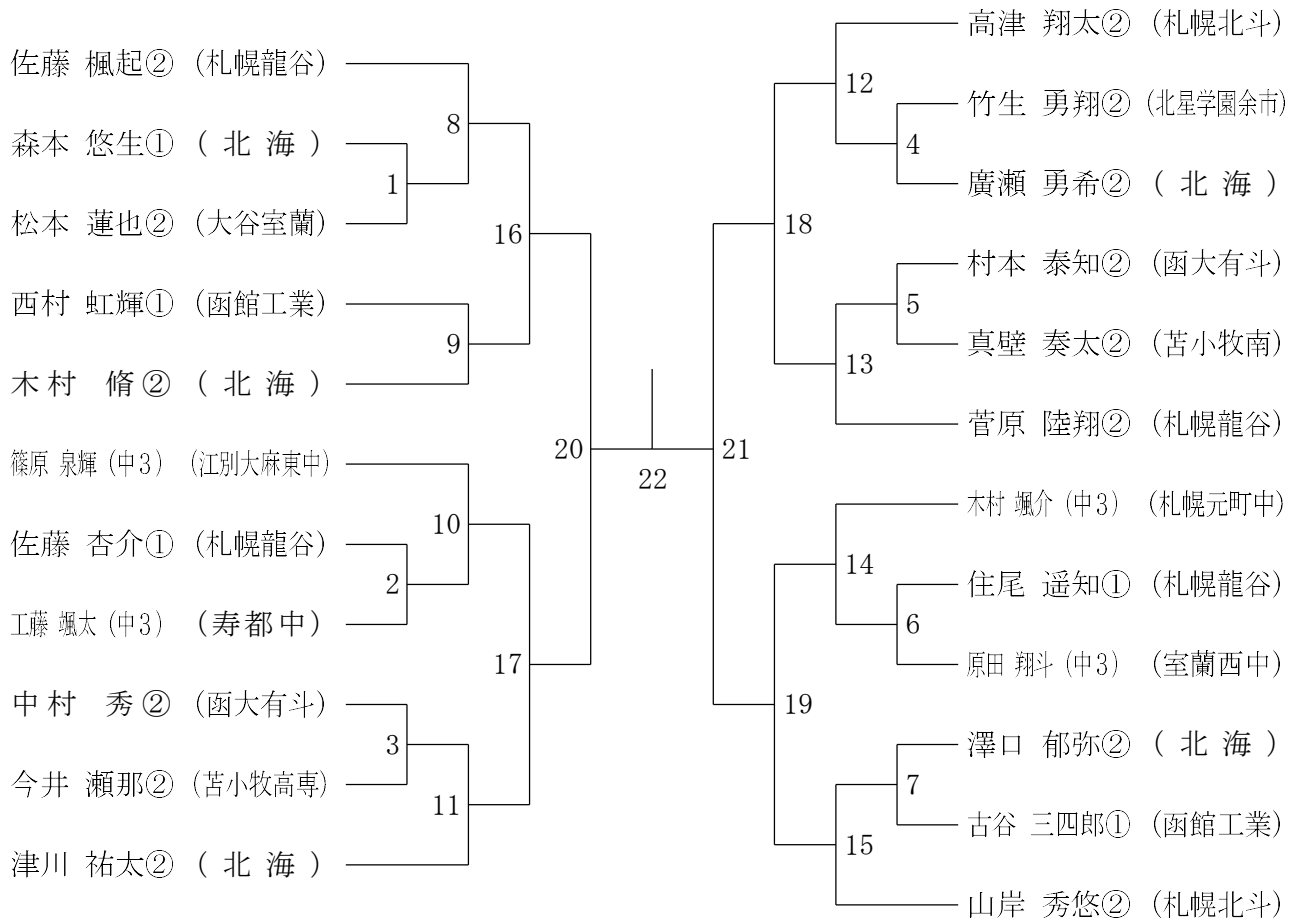 佐藤 楓起② (札幌龍谷)
8
森本 悠生① (北海)
1
松本 蓮也② (大谷室蘭)
16
西村 虹輝① (函館工業)
9
木村 脩② (北海)
20
篠原 泉輝 (中3) (江別大麻東中)
10
佐藤 杏介① (札幌龍谷)
2
工藤 颯太 (中3) (寿都中)
17
中村 秀② (函大有斗)
3
今井 瀬那② (苫小牧高専)
11
津川 祐太② (北海)
22
高津 翔太② (札幌北斗)
12
竹生 勇翔② (北星学園余市)
4
廣瀬 勇希② (北海)
18
村本 泰知② (函大有斗)
5
真壁 奏太② (苫小牧南)
13
菅原 陸翔② (札幌龍谷)
21
木村 颯介 (中3) (札幌元町中)
14
住尾 遥知① (札幌龍谷)
6
原田 翔斗 (中3) (室蘭西中)
19
澤口 郁弥② (北海)
7
古谷 三四郎① (函館工業)
15
山岸 秀悠② (札幌北斗)